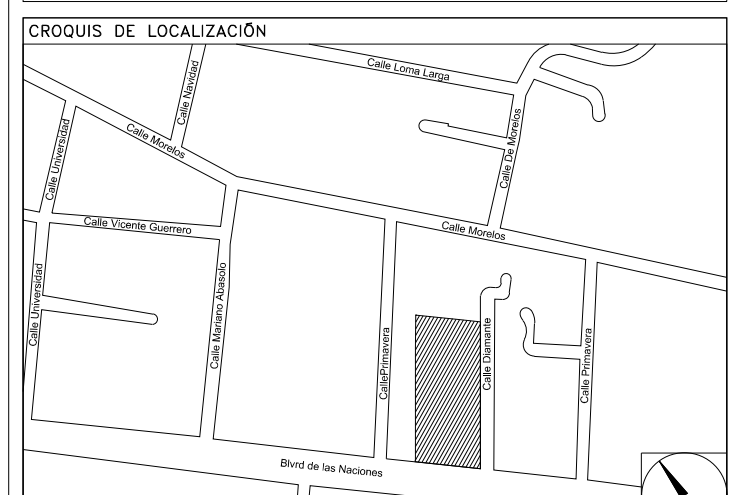 CROQUIS DE LOCALIZACIÓN
Calle Loma Larga
Calle Navidad
Calle Morelos
Calle Universidad
Calle De Morelos
Calle Vicente Guerrero
Calle Morelos
Calle Universidad
Calle Mariano Abasolo
CallePrimavera
Calle Diamante
Calle Primavera
Blvrd de las Naciones